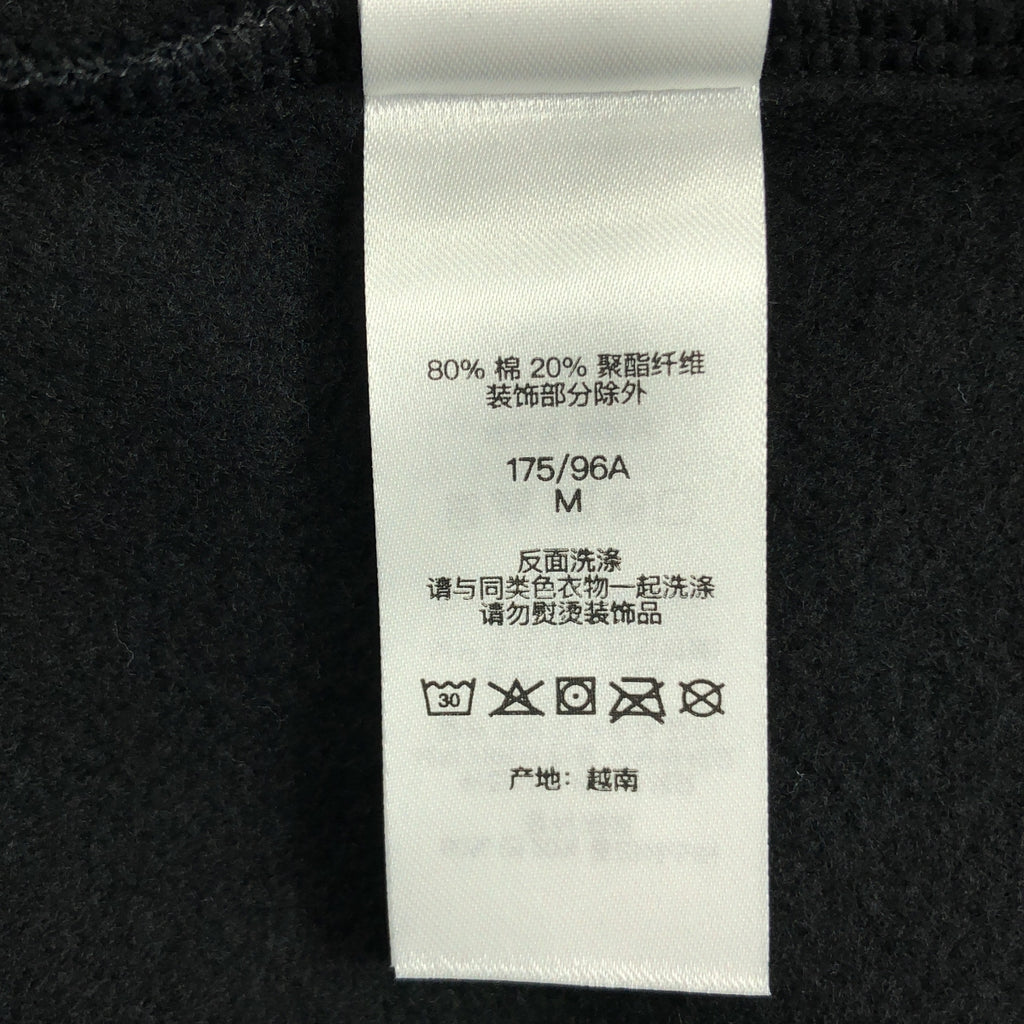 80% 棉 20% 聚酯纤维
装饰部分除外
175/96A
M
反面洗涤
请与同类色衣物一起洗涤
请勿熨烫装饰品
30
产地：越南